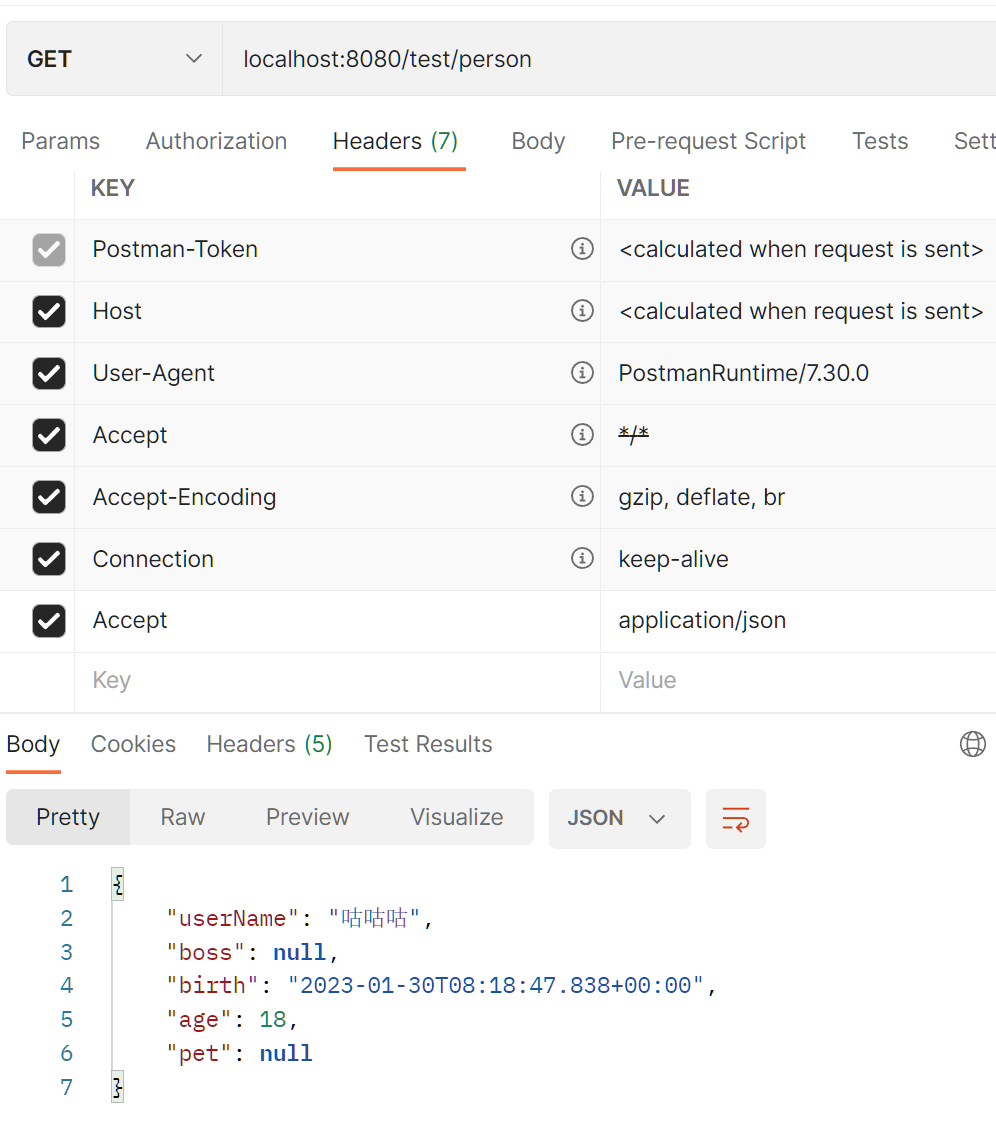 GET localhost:8080/test/person
Params Authorization Headers (7) Body Pre-request Script Tests Sett
KEY VALUE
Postman-Token <calculated when request is sent>
Host <calculated when request is sent>
User-Agent PostmanRuntime/7.30.0
Accept */*
Accept-Encoding gzip, deflate, br
Connection keep-alive
Accept application/json
Key Value
Body Cookies Headers (5) Test Results
Pretty Raw Preview Visualize JSON
1 {
2 "userName": "咕咕咕",
3 "boss": null,
4 "birth": "2023-01-30T08:18:47.838+00:00",
5 "age": 18,
6 "pet": null
7 }